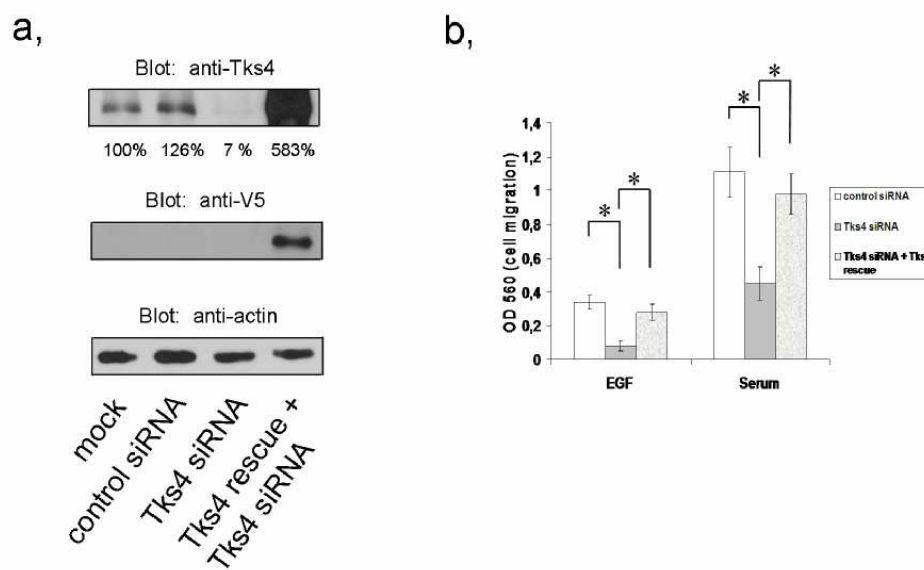 a,
Blot: anti-Tks4
100% 126% 7 % 583%
Blot: anti-V5
Blot: anti-actin
mock
control siRNA
Tks4 siRNA
Tks4 rescue +
Tks4 siRNA
b,
OD 560 (cell migration)
1,4
1,2
1
0,8
0,6
0,4
0,2
0
* * * *
EGF Serum
control siRNA
Tks4 siRNA
Tks4 siRNA + Tks
rescue